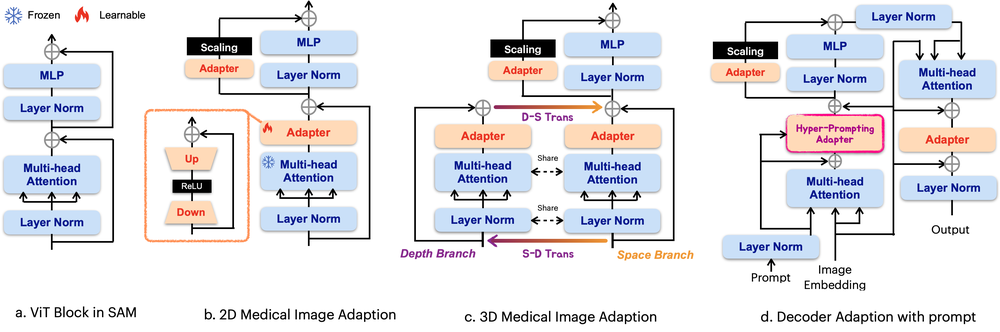 Frozen
Learnable
MLP
Layer Norm
Multi-head
Attention
Layer Norm
a. ViT Block in SAM
Scaling
Adapter
MLP
Layer Norm
Adapter
Multi-head
Attention
Layer Norm
Up
ReLU
Down
b. 2D Medical Image Adaption
Scaling
Adapter
MLP
Layer Norm
D-S Trans
Adapter
Adapter
Multi-head
Attention
Share
Multi-head
Attention
Layer Norm
Share
Layer Norm
Depth Branch
S-D Trans
Space Branch
c. 3D Medical Image Adaption
Layer Norm
Scaling
Adapter
MLP
Layer Norm
Hyper-Prompting
Adapter
Multi-head
Attention
Layer Norm
Prompt
Image
Embedding
Multi-head
Attention
Adapter
Layer Norm
Output
d. Decoder Adaption with prompt